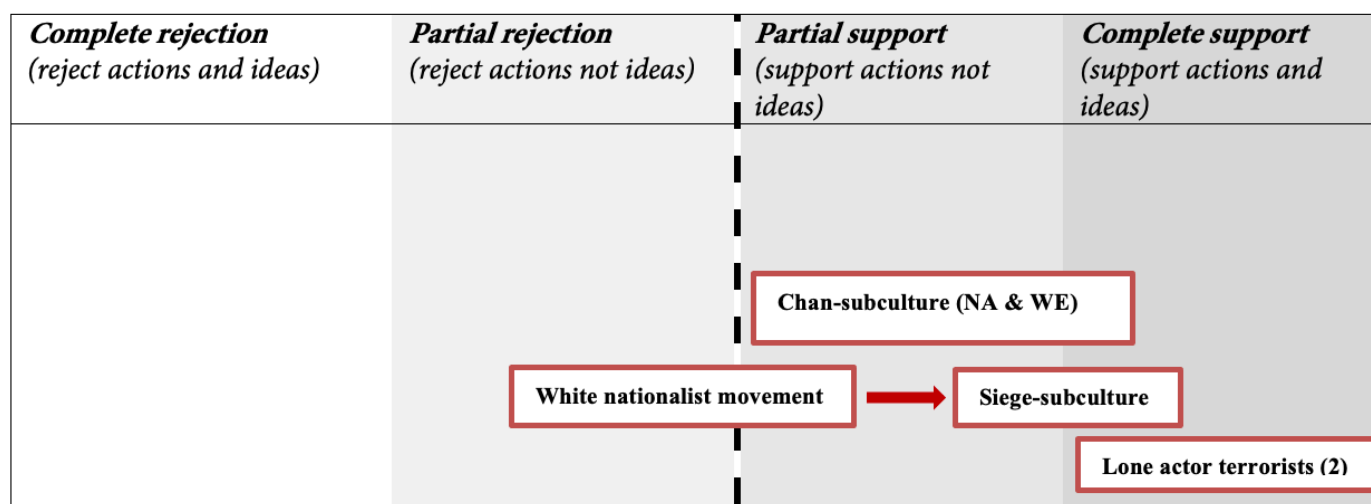 Complete rejection
(reject actions and ideas)
Partial rejection
(reject actions not ideas)
Partial support
(support actions not
ideas)
Complete support
(support actions and
ideas)
Chan-subculture (NA & WE)
White nationalist movement
Siege-subculture
Lone actor terrorists (2)